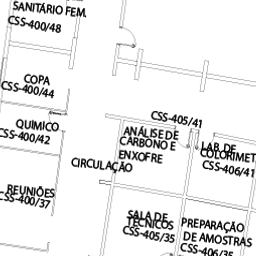 SANITÁRIO FEM.
CSS-400/48
COPA
CSS-400/44
QUÍMICO
CSS-400/42
REUNIÕES
CSS-400/37
CIRCULAÇÃO
CSS-405/41
ANÁLISE DE
CARBONO E
ENXOFRE
LAB. DE
COLORIMET
CSS-406/41
SALA DE
TÉCNICOS
CSS-405/35
PREPARAÇÃO
DE AMOSTRAS
CSS-406/35